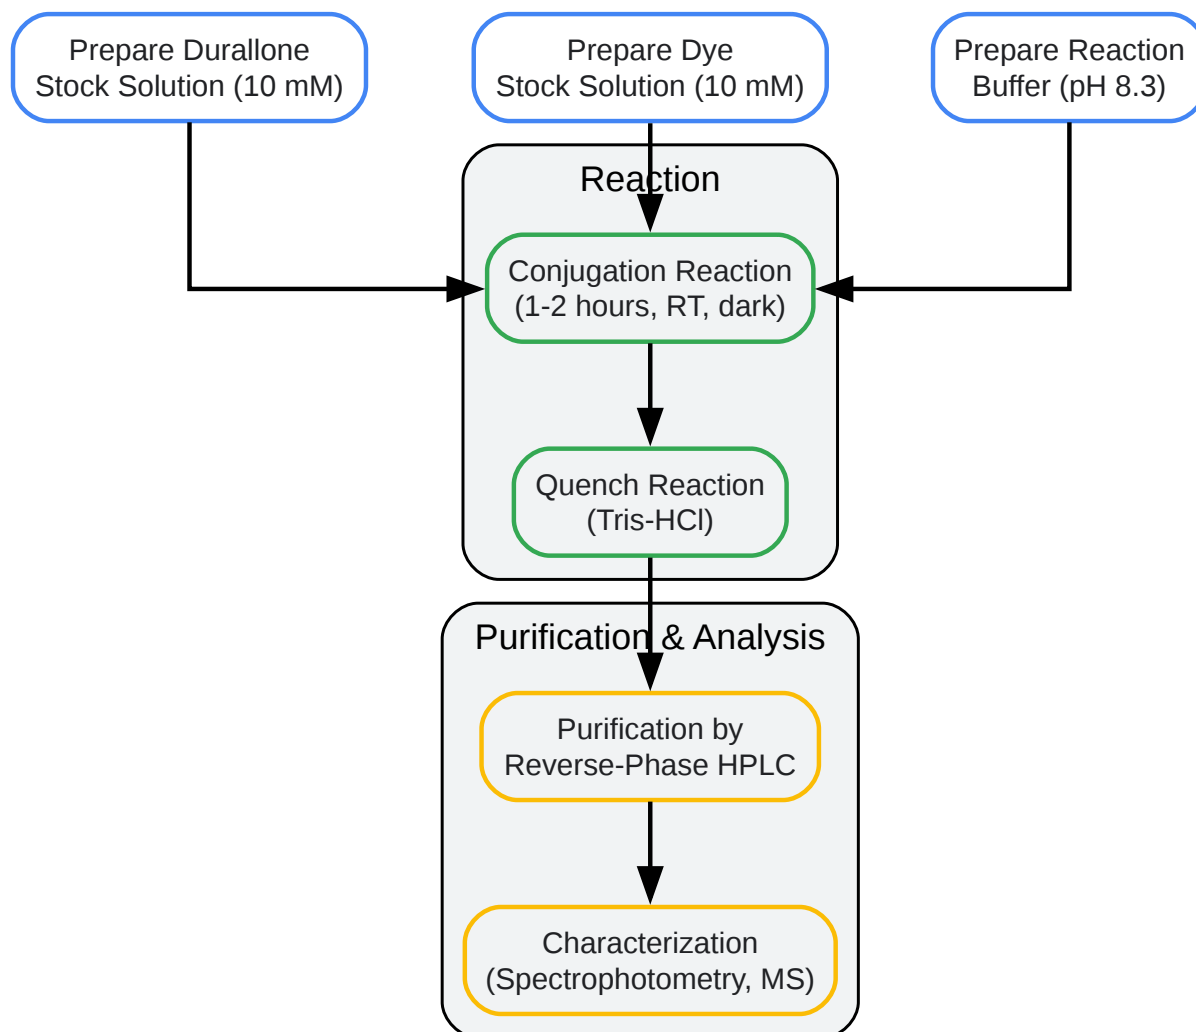 Prepare Durallone
Stock Solution (10 mM)
Prepare Dye
Stock Solution (10 mM)
Prepare Reaction
Buffer (pH 8.3)
Reaction
Conjugation Reaction
(1-2 hours, RT, dark)
Quench Reaction
(Tris-HCl)
Purification & Analysis
Purification by
Reverse-Phase HPLC
Characterization
(Spectrophotometry, MS)